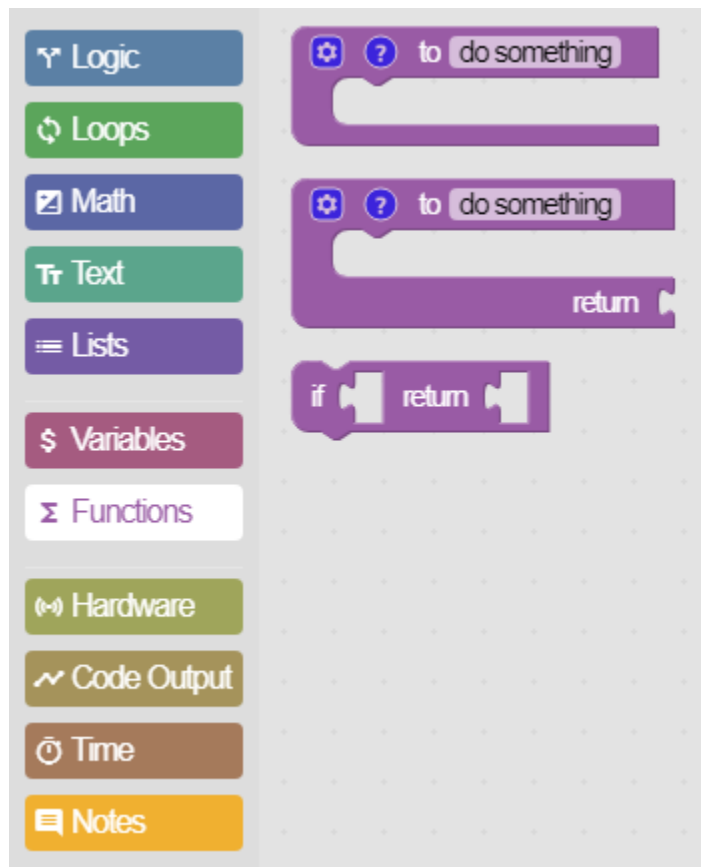 Logic
Loops
Math
Text
Lists
$ Variables
Σ Functions
Hardware
Code Output
Time
Notes
? to do something
? to do something
return
if return